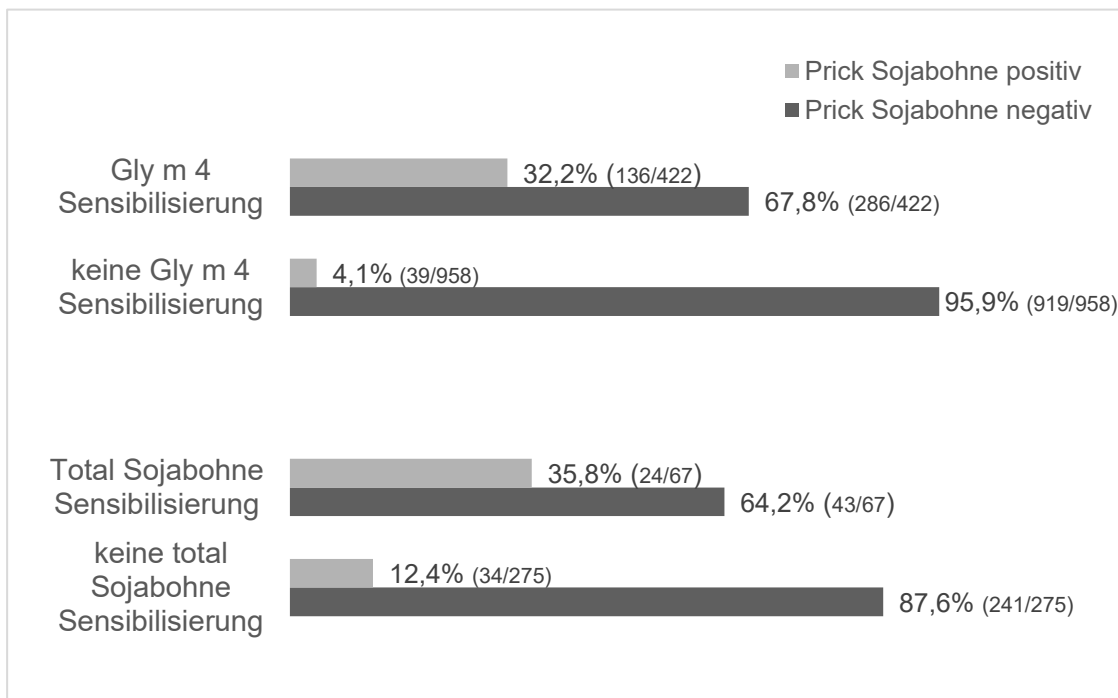 Prick Sojabohne positiv
Prick Sojabohne negativ
Gly m 4
Sensibilisierung
32,2% (136/422)
67,8% (286/422)
keine Gly m 4
Sensibilisierung
4,1% (39/958)
95,9% (919/958)
Total Sojabohne
Sensibilisierung
35,8% (24/67)
64,2% (43/67)
keine total
Sojabohne
Sensibilisierung
12,4% (34/275)
87,6% (241/275)